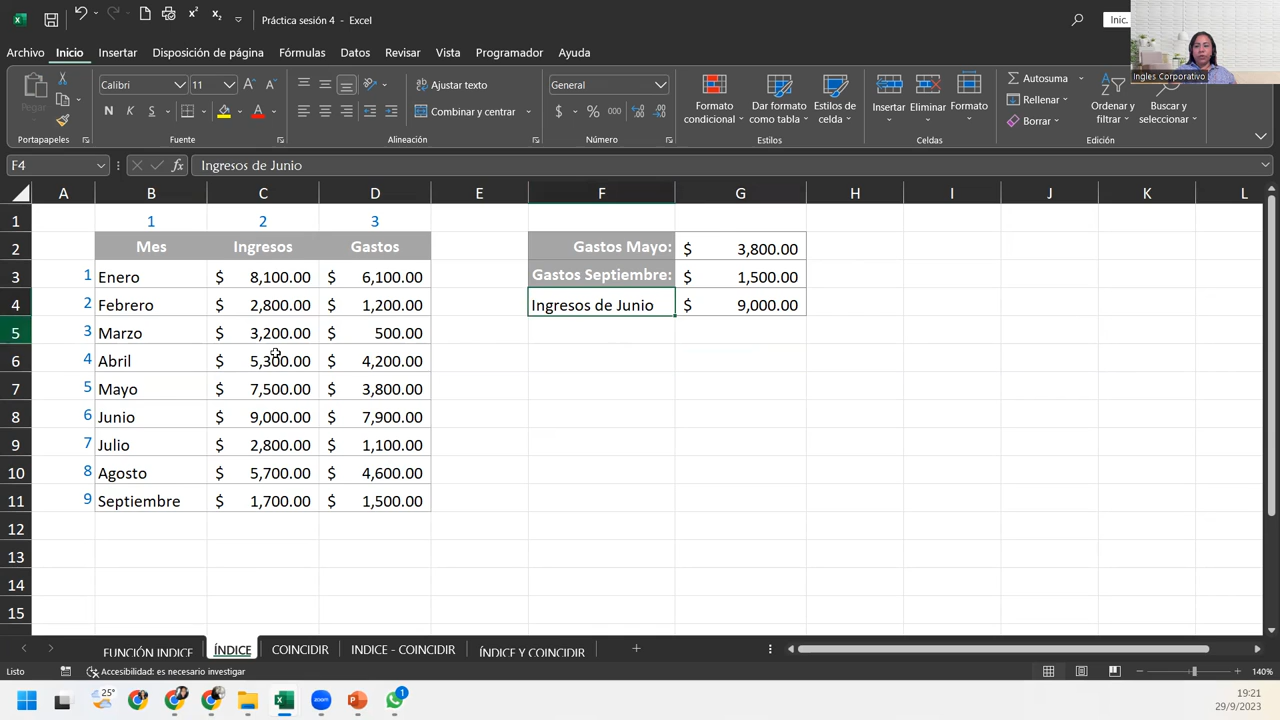 Práctica sesión 4 - Excel
Inic.
Archivo Inicio Insertar Disposición de página Fórmulas Datos Revisar Vista Programador Ayuda
Ingles Corporativo
Pegar
Portapapeles
Calibri 11
N K S
Fuente
Ajustar texto
Combinar y centrar
Alineación
General
$ % 000
Número
Formato condicional
Dar formato como tabla
Estilos de celda
Estilos
Insertar
Eliminar
Formato
Celdas
Autosuma
Rellenar
Borrar
Ordenar y filtrar
Buscar y seleccionar
Edición
F4 fx Ingresos de Junio
A B C D E F G H I J K L
1 1 2 3
2 Mes Ingresos Gastos Gastos Mayo: $ 3,800.00
3 1 Enero $ 8,100.00 $ 6,100.00 Gastos Septiembre: $ 1,500.00
4 2 Febrero $ 2,800.00 $ 1,200.00 Ingresos de Junio $ 9,000.00
5 3 Marzo $ 3,200.00 $ 500.00
6 4 Abril $ 5,300.00 $ 4,200.00
7 5 Mayo $ 7,500.00 $ 3,800.00
8 6 Junio $ 9,000.00 $ 7,900.00
9 7 Julio $ 2,800.00 $ 1,100.00
10 8 Agosto $ 5,700.00 $ 4,600.00
11 9 Septiembre $ 1,700.00 $ 1,500.00
12
13
14
15
FUNCIÓN INDICE ÍNDICE COINCIDIR INDICE - COINCIDIR ÍNDICE Y COINCIDIR
Listo Accesibilidad: es necesario investigar 140%
25°
1
19:21
29/9/2023